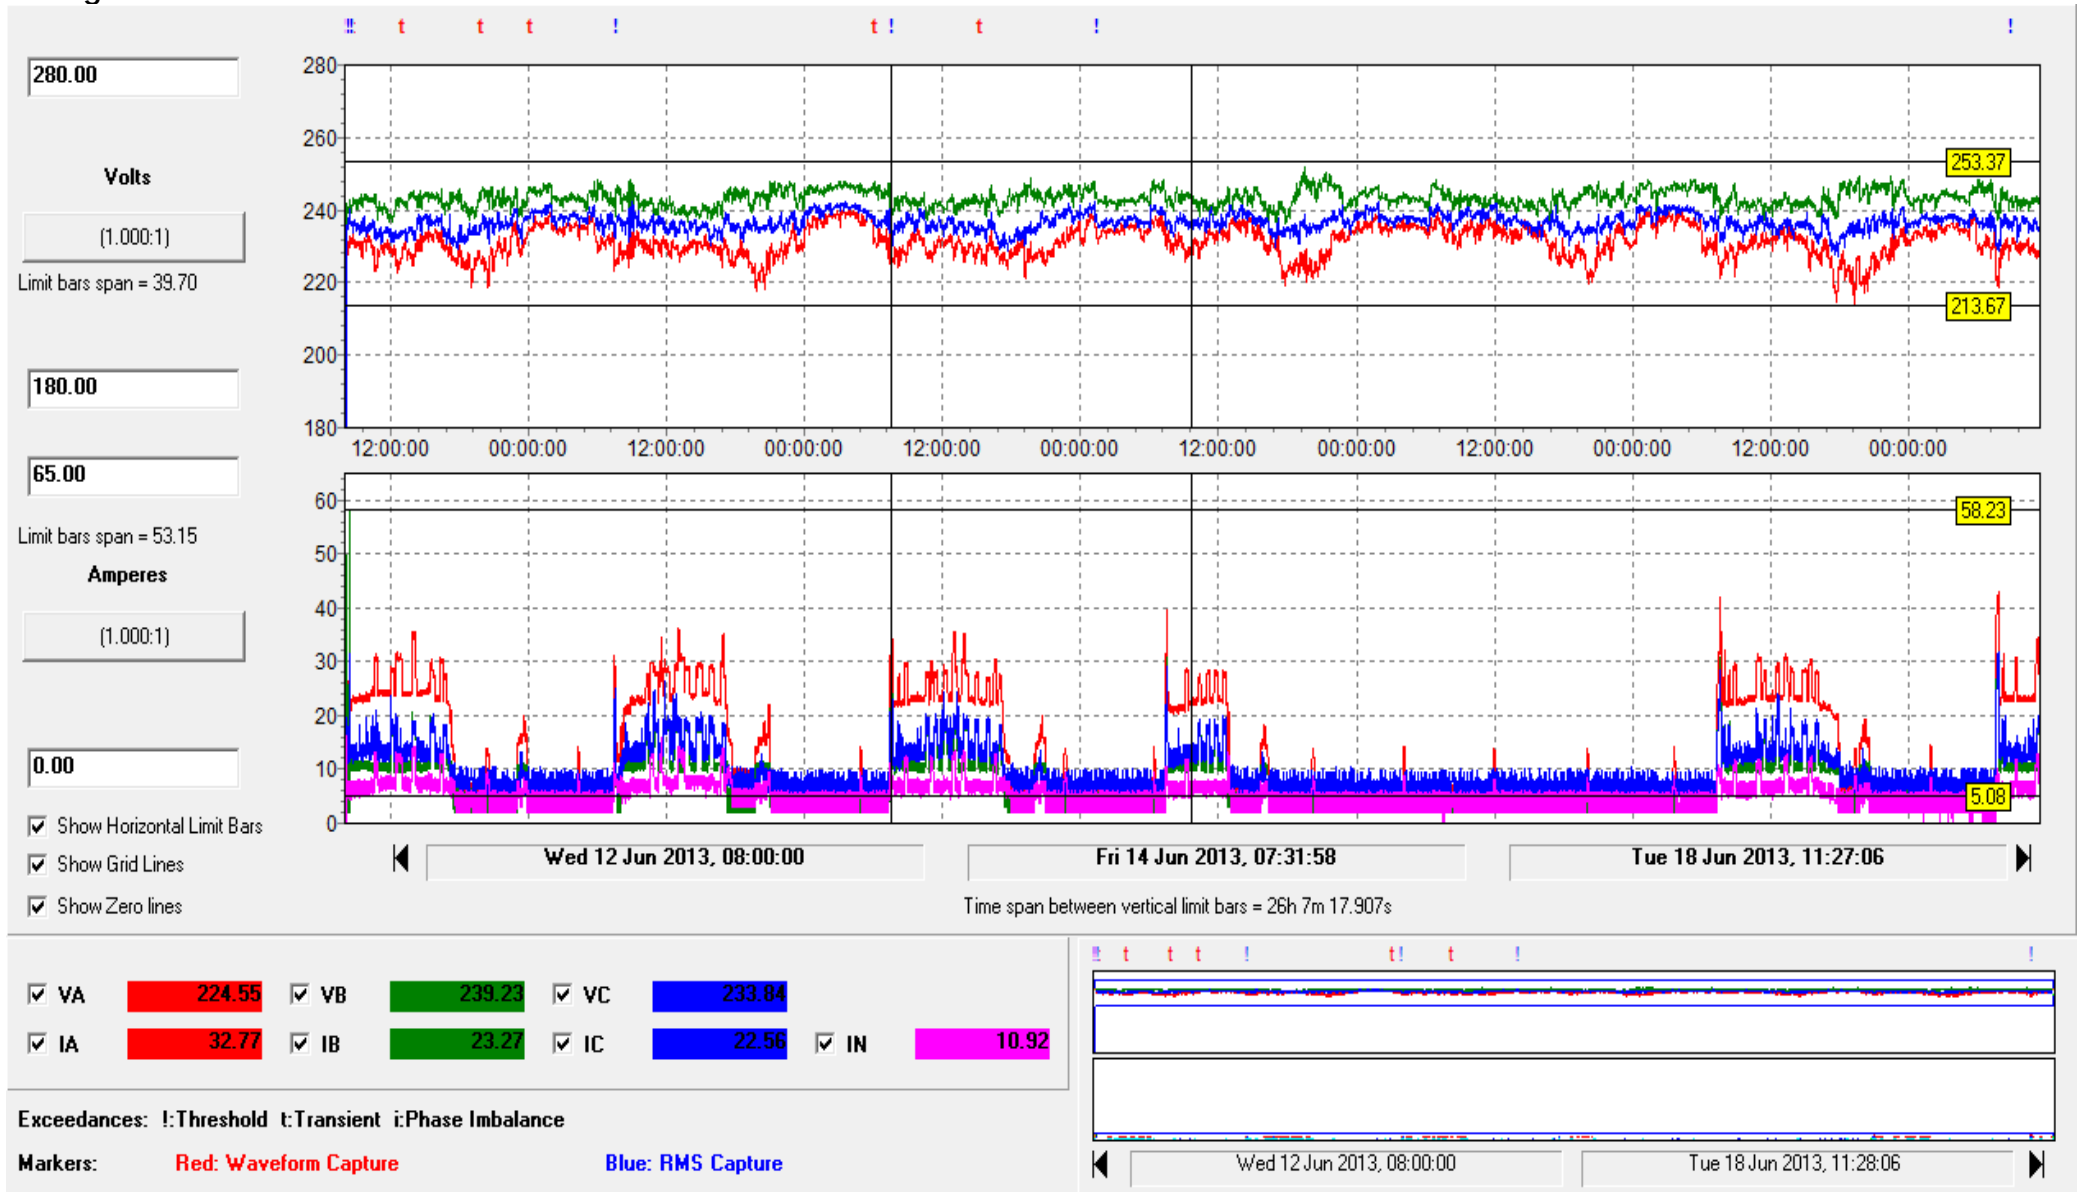 !!: t t t ! t ! t ! !
280.00
Volts
(1.000:1)
Limit bars span = 39.70
180.00
280
260
240
220
200
180
253.37
213.67
12:00:00 00:00:00 12:00:00 00:00:00 12:00:00 00:00:00 12:00:00 00:00:00 12:00:00 00:00:00 12:00:00 00:00:00
65.00
Limit bars span = 53.15
Amperes
(1.000:1)
0.00
60
50
40
30
20
10
0
58.23
5.08
Show Horizontal Limit Bars
Show Grid Lines
Show Zero lines
Wed 12 Jun 2013, 08:00:00 Fri 14 Jun 2013, 07:31:58 Tue 18 Jun 2013, 11:27:06
Time span between vertical limit bars = 26h 7m 17.907s
VA 224.55 VB 239.23 VC 233.84
IA 32.77 IB 23.27 IC 22.56 IN 10.92
t t t ! t! t ! !
Wed 12 Jun 2013, 08:00:00 Tue 18 Jun 2013, 11:28:06
Exceedances: !:Threshold t:Transient i:Phase Imbalance
Markers: Red: Waveform Capture Blue: RMS Capture